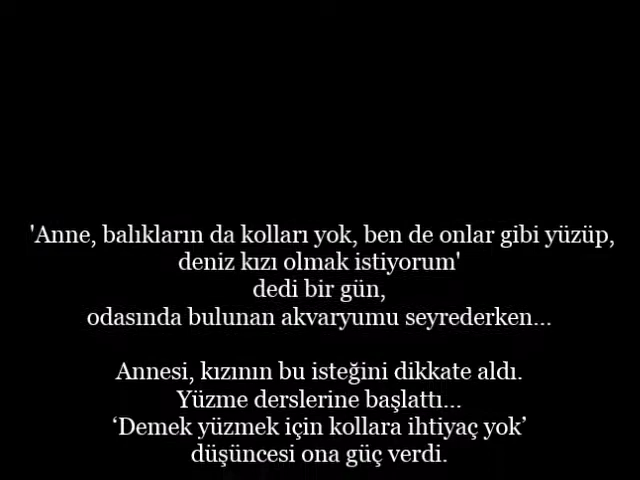 'Anne, balıkların da kolları yok, ben de onlar gibi yüzüp,
deniz kızı olmak istiyorum'
dedi bir gün,
odasında bulunan akvaryumu seyrederken...
Annesi, kızının bu isteğini dikkate aldı.
Yüzme derslerine başlattı...
‘Demek yüzmek için kollara ihtiyaç yok’
düşüncesi ona güç verdi.